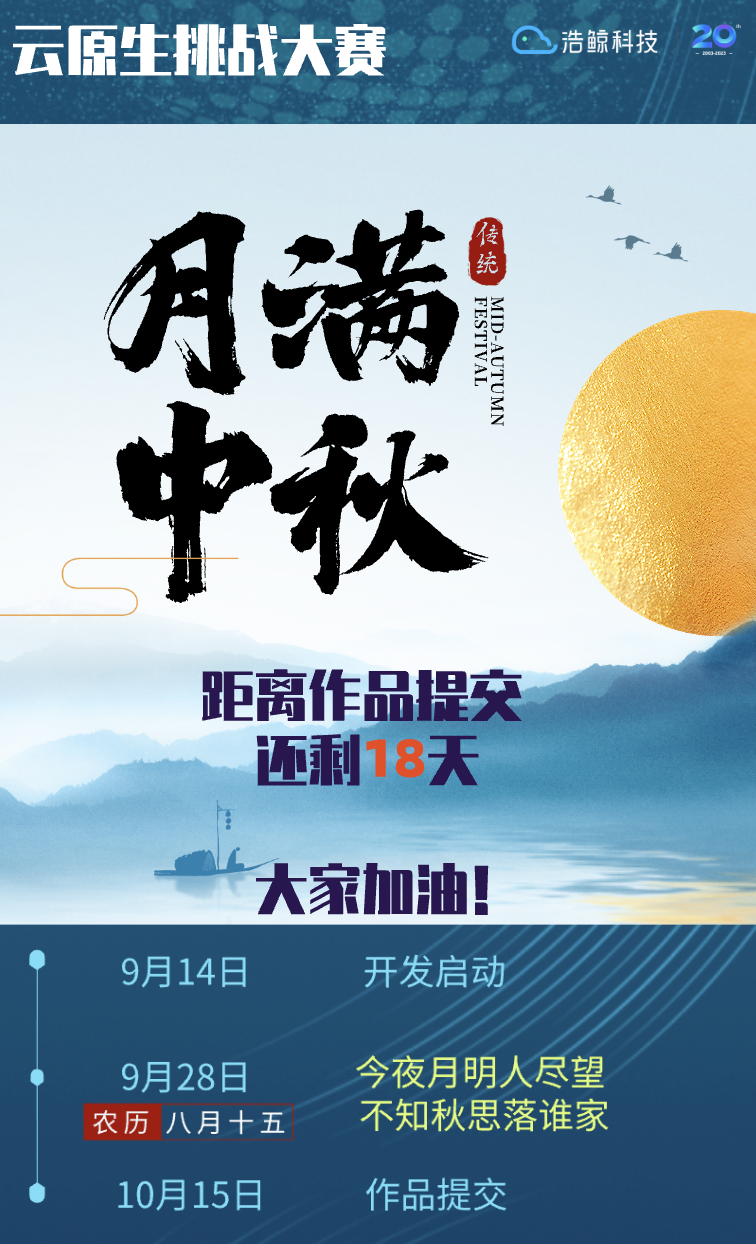 云原生挑战大赛
浩鲸科技
20th
2003-2023
月满
中秋
传统
MID-AUTUMN
FESTIVAL
距离作品提交
还剩18天
大家加油!
9月14日
开发启动
9月28日
农历 八月十五
今夜月明人尽望
不知秋思落谁家
10月15日
作品提交